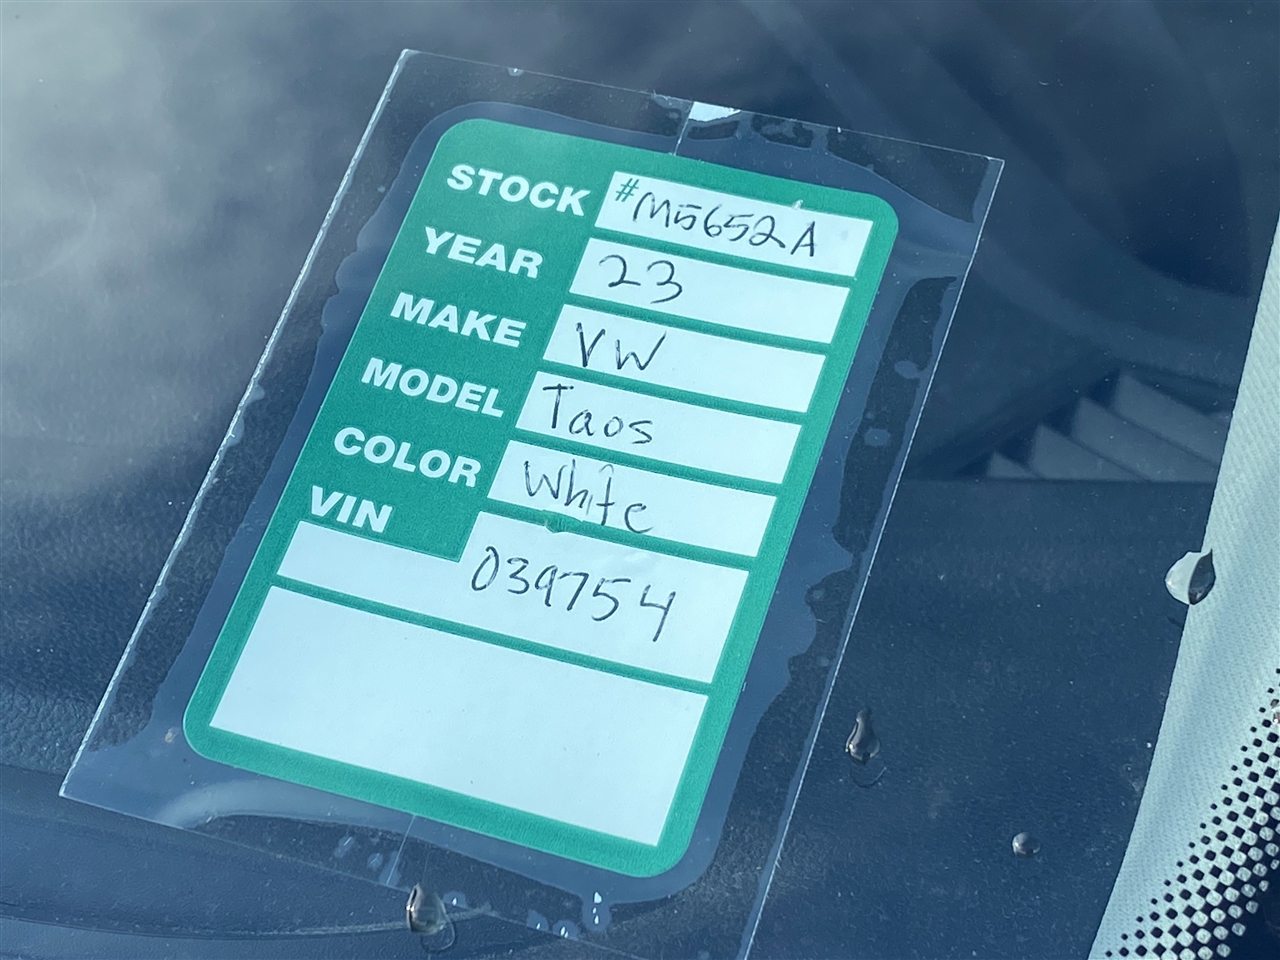 STOCK #M5652A
YEAR 23
MAKE VW
MODEL Taos
COLOR White
VIN 039754